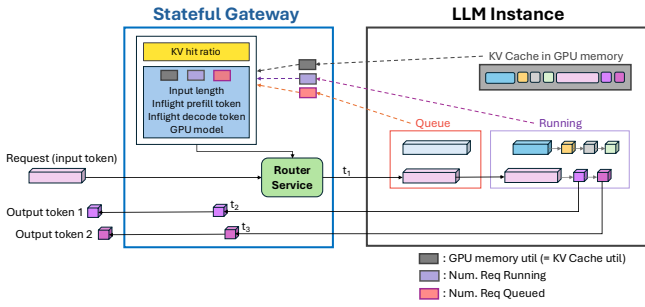 Stateful Gateway
LLM Instance
KV hit ratio
KV Cache in GPU memory
Input length
Inflight prefill token
Inflight decode token
GPU model
Queue
Running
Request (input token)
Router
Service
t₁
Output token 1
t₂
Output token 2
t₃
: GPU memory util (= KV Cache util)
: Num. Req Running
: Num. Req Queued